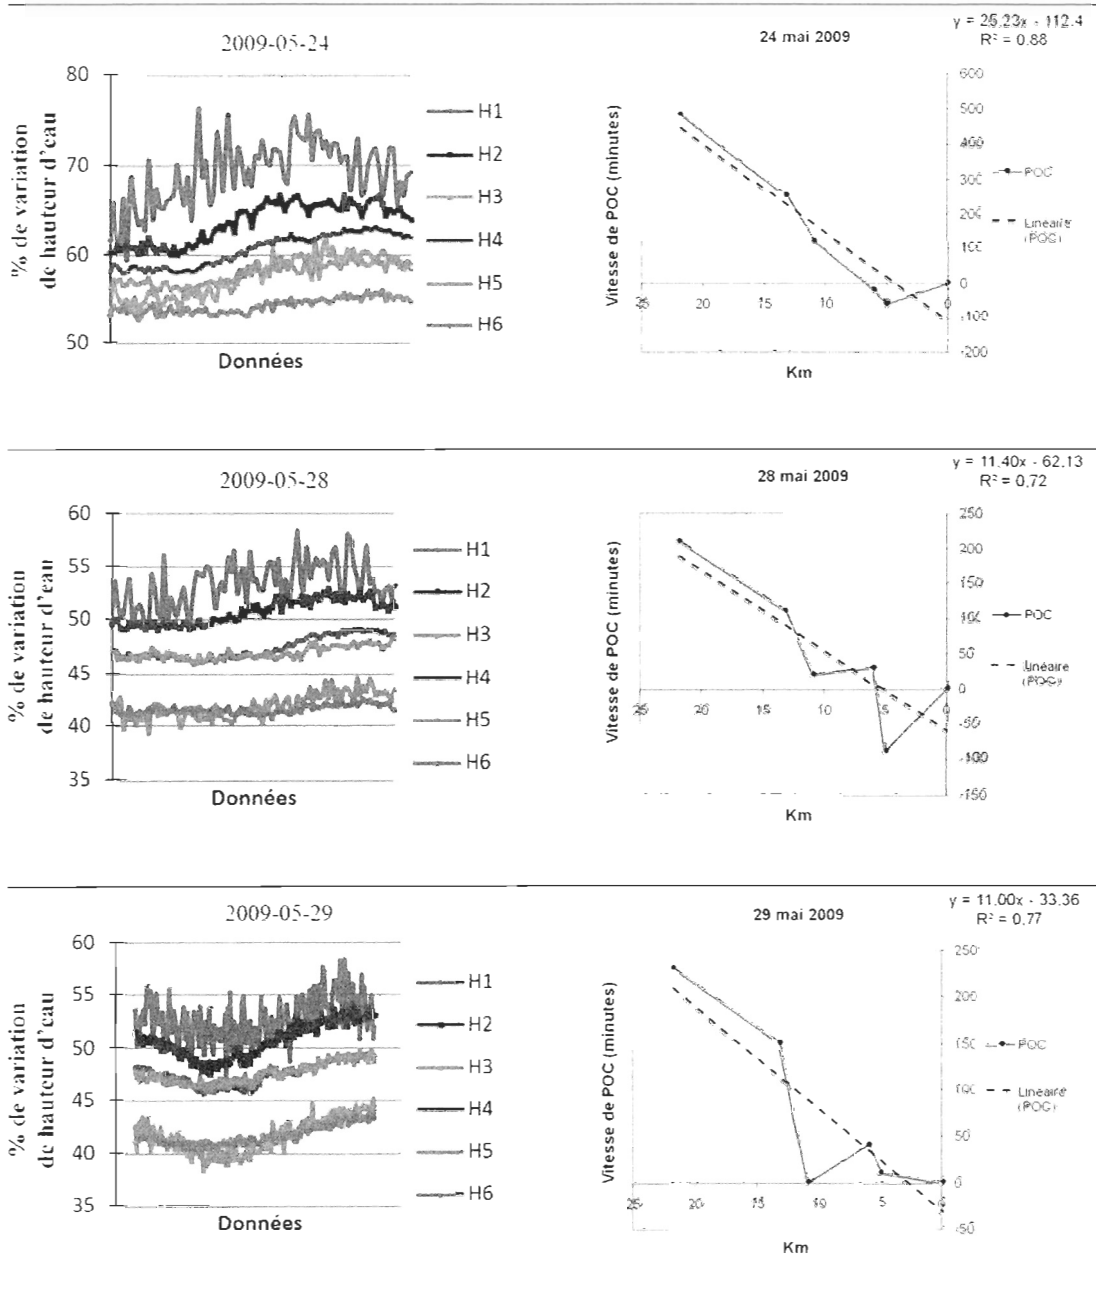 2009-05-24
% de variation
de hauteur d'eau
80
70
60
50
Données
H1
H2
H3
H4
H5
H6
24 mai 2009
y = 25.23x - 112.4
R² = 0.88
Vitesse de POC (minutes)
600
500
400
300
200
100
0
-100
-200
25
20
15
10
5
0
Km
POC
Linéaire
(POC)
2009-05-28
% de variation
de hauteur d'eau
60
55
50
45
40
35
Données
H1
H2
H3
H4
H5
H6
28 mai 2009
y = 11.40x - 62.13
R² = 0.72
Vitesse de POC (minutes)
250
200
150
100
50
0
-50
-100
-150
25
20
15
10
5
0
Km
POC
Linéaire
(POC)
2009-05-29
% de variation
de hauteur d'eau
60
55
50
45
40
35
Données
H1
H2
H3
H4
H5
H6
29 mai 2009
y = 11.00x - 33.36
R² = 0.77
Vitesse de POC (minutes)
250
200
150
100
50
0
-50
25
20
15
10
5
0
Km
POC
Linéaire
(POC)